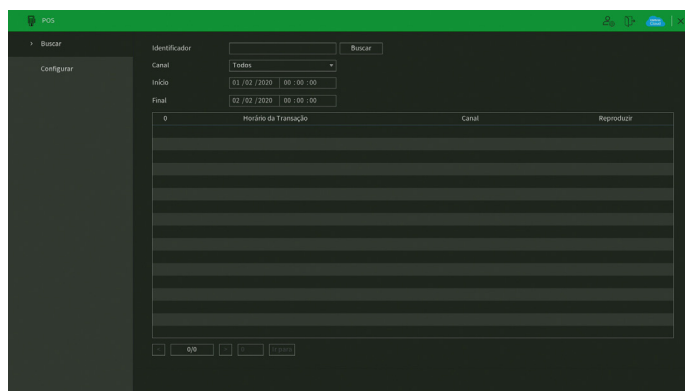 POS
Buscar
Configurar
Identificador
Buscar
Canal Todos
Início 01 /02 /2020 00 : 00 : 00
Final 02 /02 /2020 00 : 00 : 00
0 Horário da Transação Canal Reproduzir
0/0